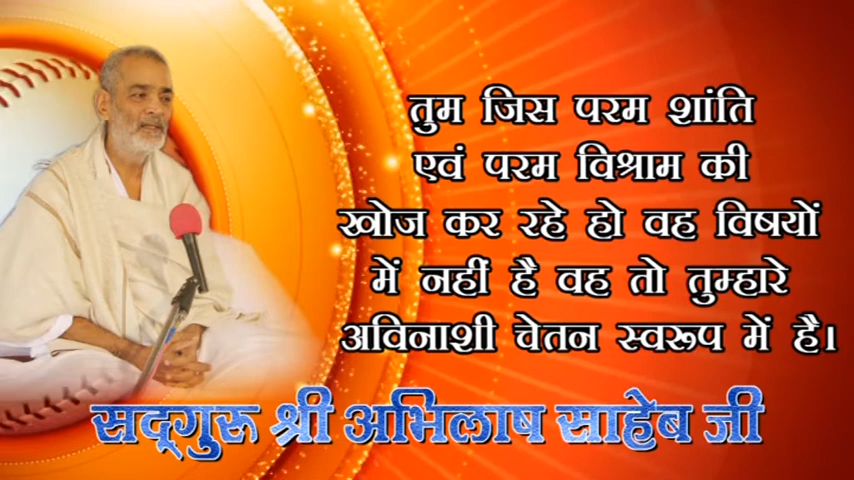 तुम जिस परम शांति
एवं परम विश्राम की
खोज कर रहे हो वह विषयों
में नहीं है वह तो तुम्हारे
अविनाशी चेतन स्वरूप में है।
सद्गुरू श्री अभिलाष साहेब जी